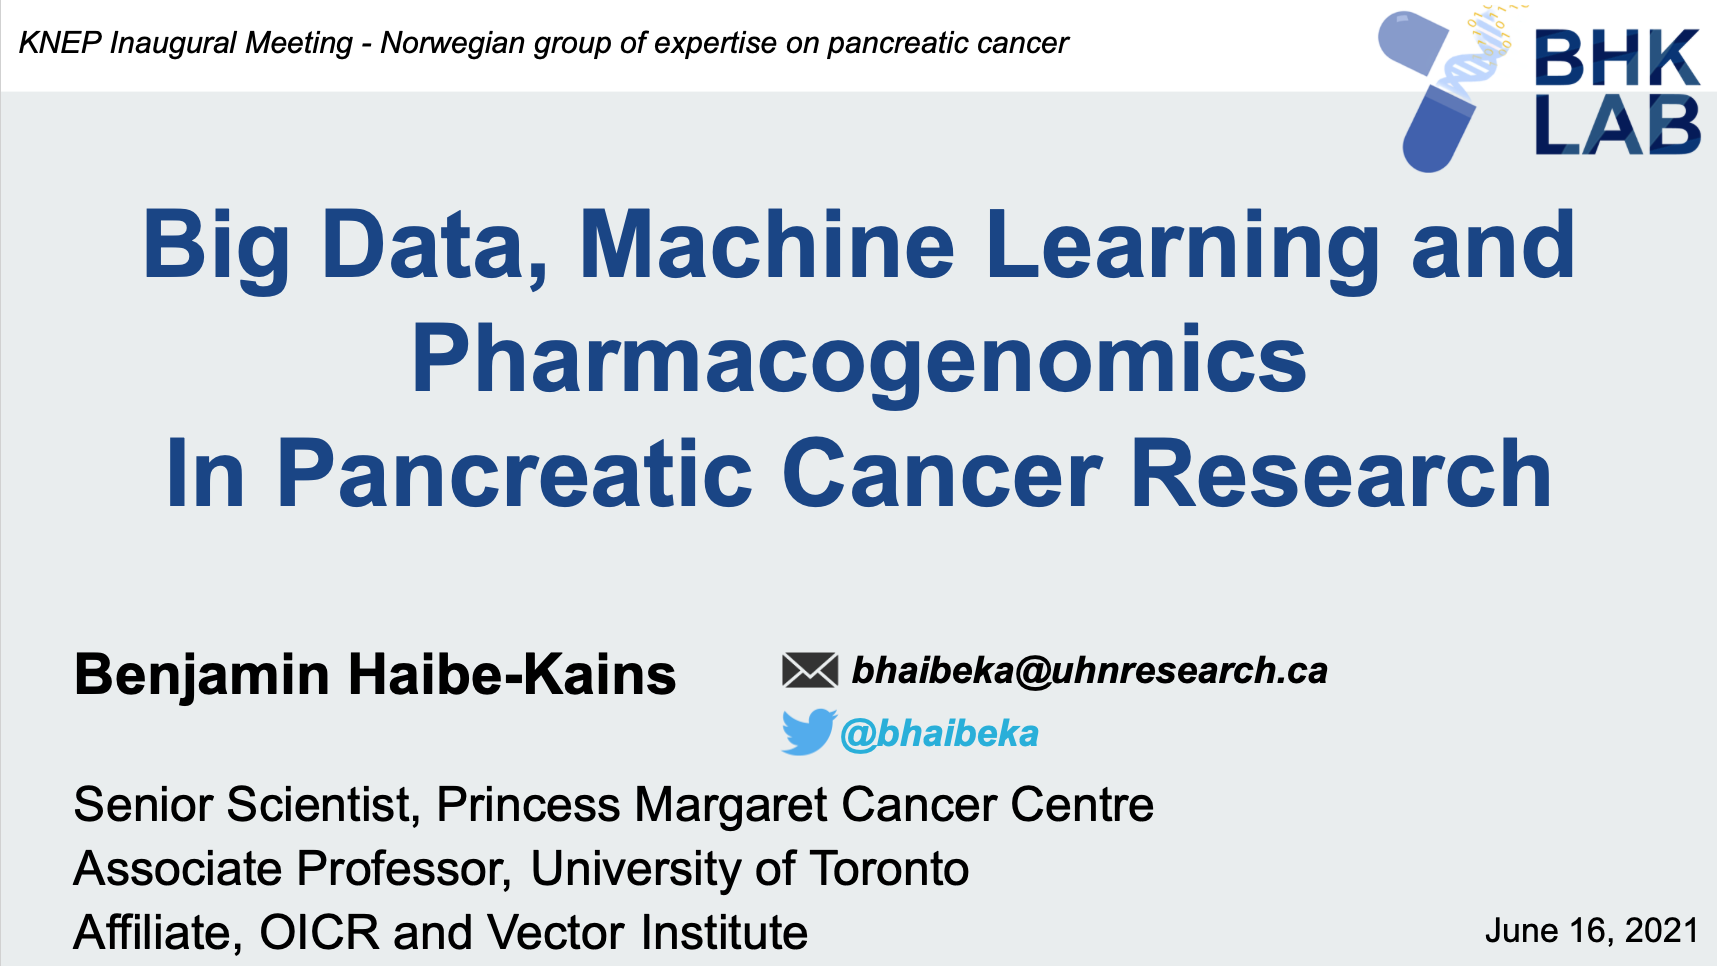 KNEP Inaugural Meeting - Norwegian group of expertise on pancreatic cancer
BHK
LAB
Big Data, Machine Learning and
Pharmacogenomics
In Pancreatic Cancer Research
Benjamin Haibe-Kains
bhaibeka@uhnresearch.ca
@bhaibeka
Senior Scientist, Princess Margaret Cancer Centre
Associate Professor, University of Toronto
Affiliate, OICR and Vector Institute
June 16, 2021